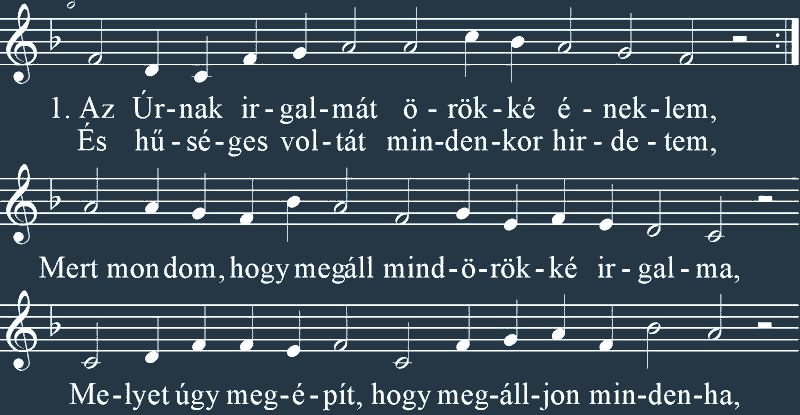 1. Az Úr-nak ir-gal-mát ö-rök-ké é-nek-lem,
És hű-sé-ges vol-tát min-den-kor hir-de-tem,
Mert mondom, hogy megáll mind-ö-rök-ké ir-gal-ma,
Me-lyet úgy meg-é-pít, hogy meg-áll-jon min-den-ha,